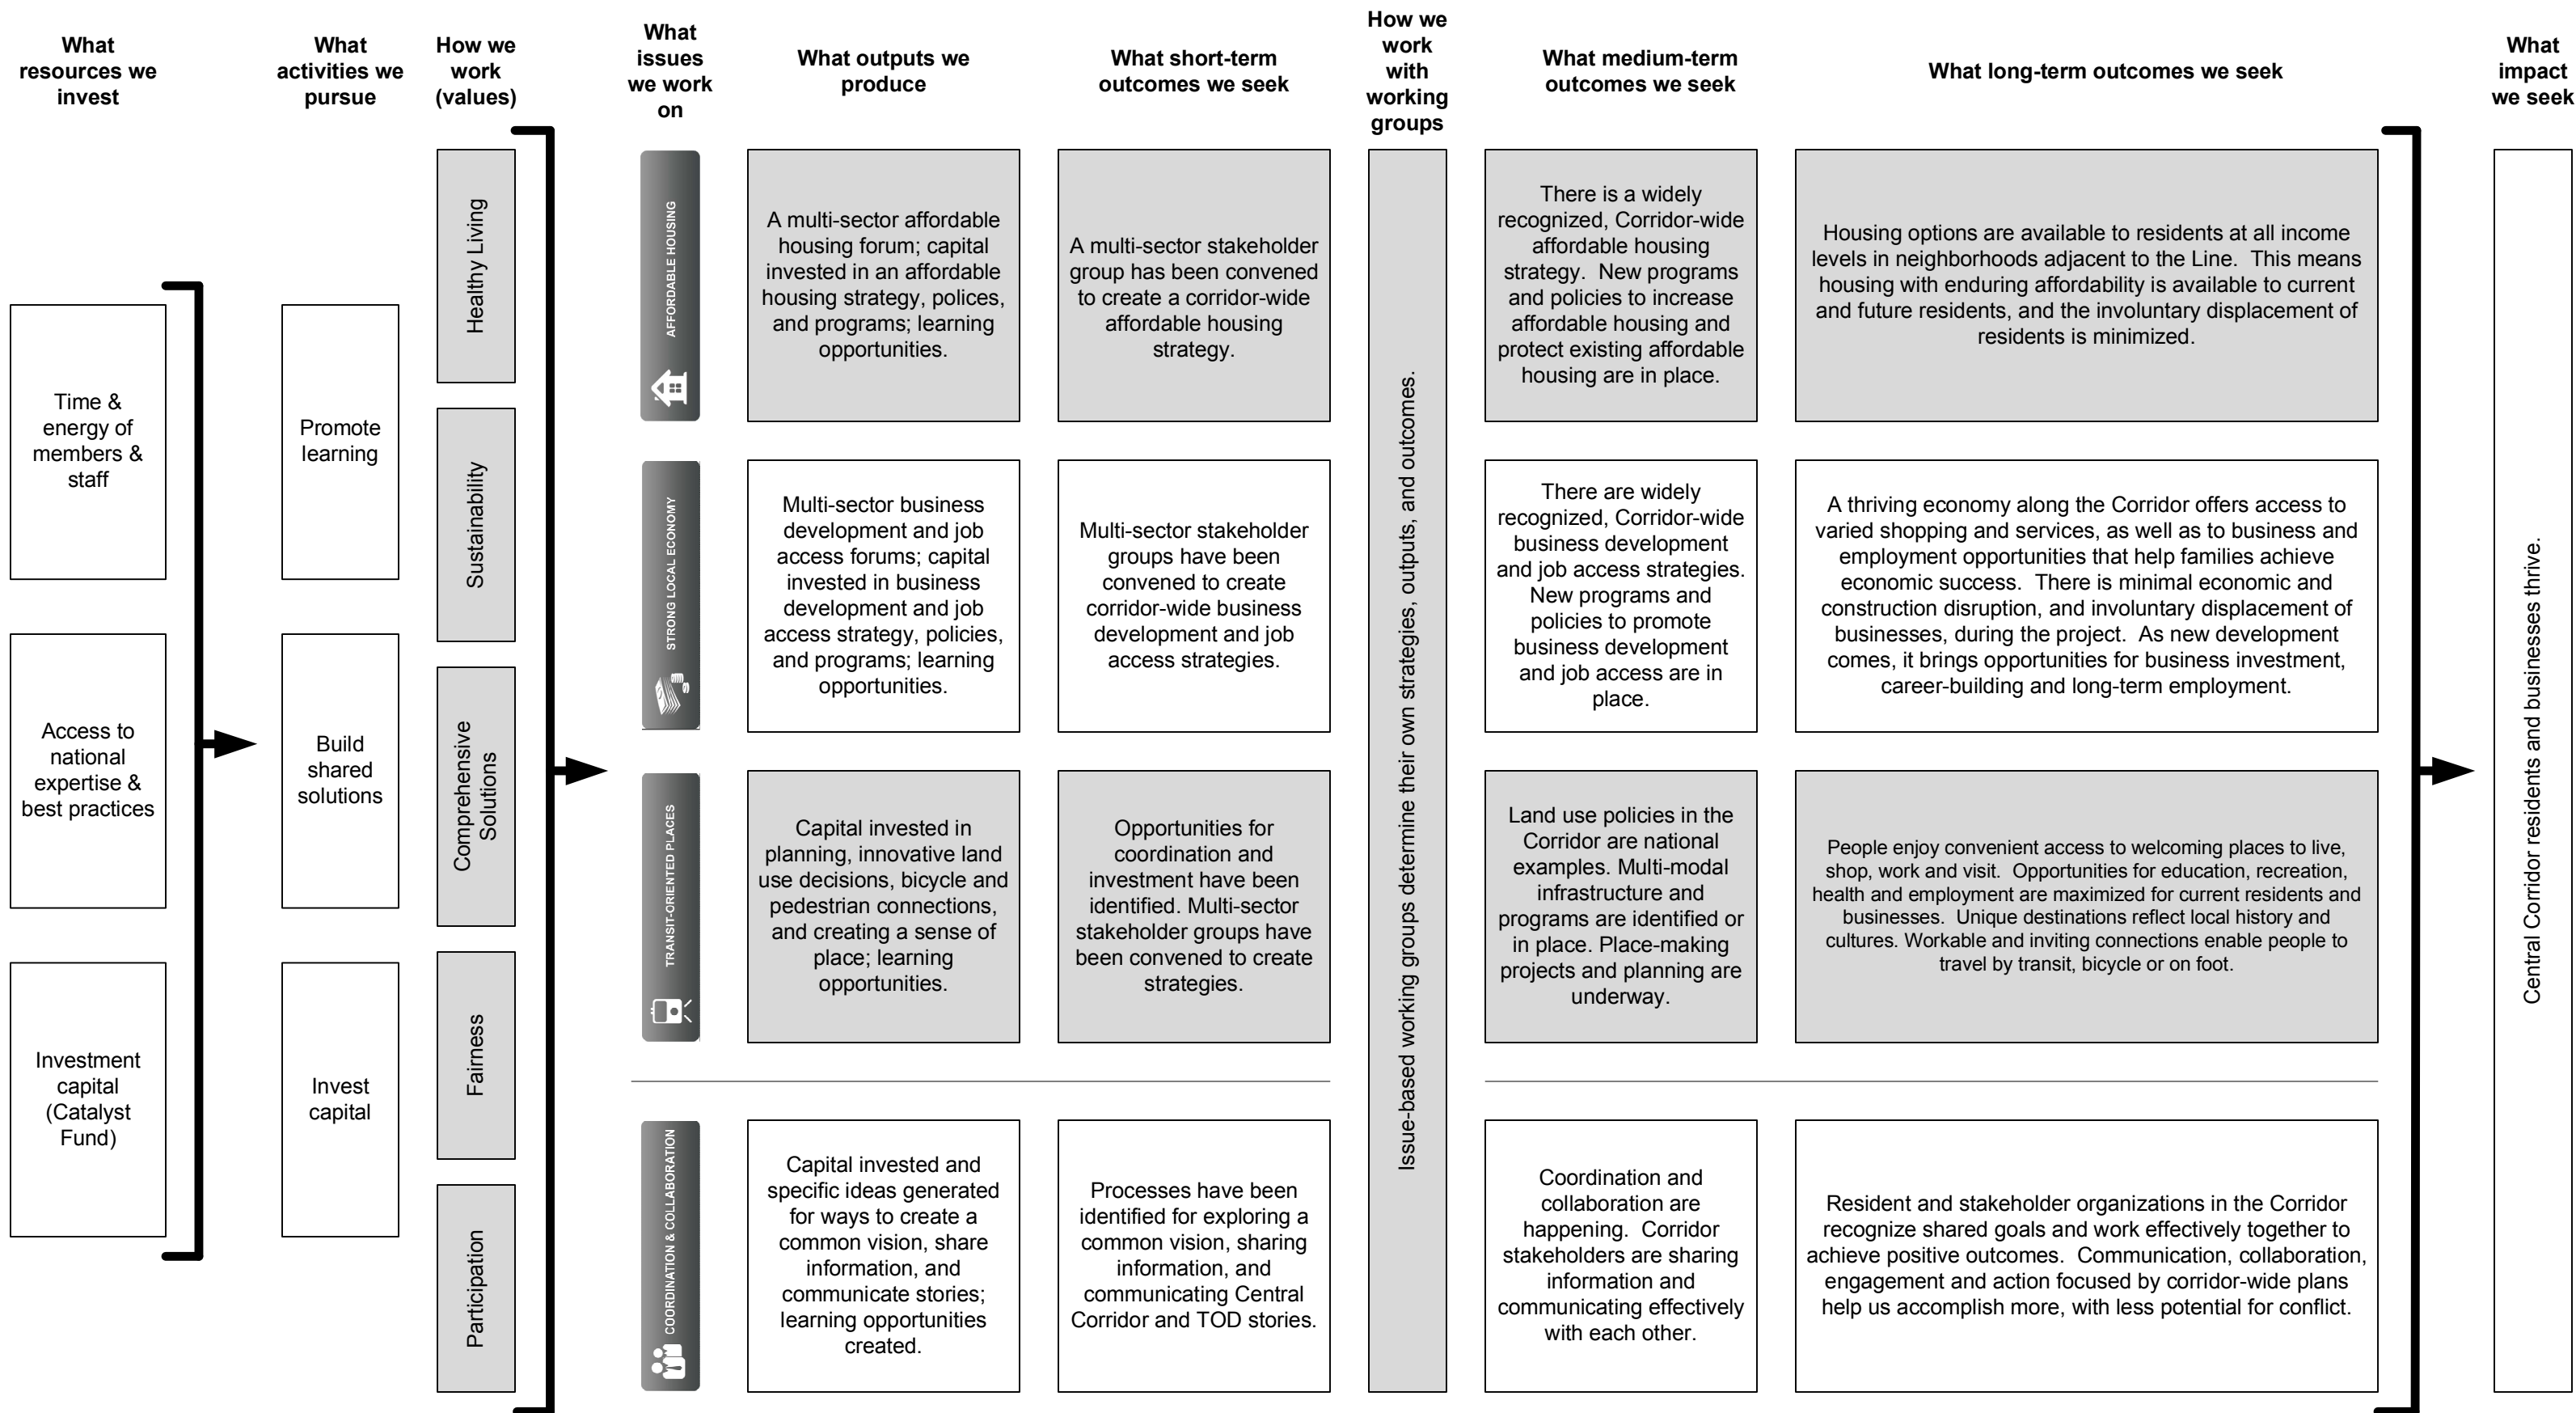 What
resources we
invest
What
activities we
pursue
How we
work
(values)
What
issues
we work
on
What outputs we
produce
What short-term
outcomes we seek
How we
work
with
working
groups
What medium-term
outcomes we seek
What long-term outcomes we seek
What
impact
we seek
Time &
energy of
members &
staff
Access to
national
expertise &
best practices
Investment
capital
(Catalyst
Fund)
Promote
learning
Build
shared
solutions
Invest
capital
Healthy Living
Sustainability
Comprehensive
Solutions
Fairness
Participation
AFFORDABLE HOUSING
A multi-sector affordable
housing forum; capital
invested in an affordable
housing strategy, polices,
and programs; learning
opportunities.
A multi-sector stakeholder
group has been convened
to create a corridor-wide
affordable housing
strategy.
There is a widely
recognized, Corridor-wide
affordable housing
strategy.  New programs
and policies to increase
affordable housing and
protect existing affordable
housing are in place.
Housing options are available to residents at all income
levels in neighborhoods adjacent to the Line.  This means
housing with enduring affordability is available to current
and future residents, and the involuntary displacement of
residents is minimized.
STRONG LOCAL ECONOMY
Multi-sector business
development and job
access forums; capital
invested in business
development and job
access strategy, policies,
and programs; learning
opportunities.
Multi-sector stakeholder
groups have been
convened to create
corridor-wide business
development and job
access strategies.
There are widely
recognized, Corridor-wide
business development
and job access strategies.
New programs and
policies to promote
business development
and job access are in
place.
A thriving economy along the Corridor offers access to
varied shopping and services, as well as to business and
employment opportunities that help families achieve
economic success.  There is minimal economic and
construction disruption, and involuntary displacement of
businesses, during the project.  As new development
comes, it brings opportunities for business investment,
career-building and long-term employment.
TRANSIT-ORIENTED PLACES
Capital invested in
planning, innovative land
use decisions, bicycle and
pedestrian connections,
and creating a sense of
place; learning
opportunities.
Opportunities for
coordination and
investment have been
identified. Multi-sector
stakeholder groups have
been convened to create
strategies.
Land use policies in the
Corridor are national
examples. Multi-modal
infrastructure and
programs are identified or
in place. Place-making
projects and planning are
underway.
People enjoy convenient access to welcoming places to live,
shop, work and visit.  Opportunities for education, recreation,
health and employment are maximized for current residents and
businesses.  Unique destinations reflect local history and
cultures. Workable and inviting connections enable people to
travel by transit, bicycle or on foot.
COORDINATION & COLLABORATION
Capital invested and
specific ideas generated
for ways to create a
common vision, share
information, and
communicate stories;
learning opportunities
created.
Processes have been
identified for exploring a
common vision, sharing
information, and
communicating Central
Corridor and TOD stories.
Coordination and
collaboration are
happening.  Corridor
stakeholders are sharing
information and
communicating effectively
with each other.
Resident and stakeholder organizations in the Corridor
recognize shared goals and work effectively together to
achieve positive outcomes.  Communication, collaboration,
engagement and action focused by corridor-wide plans
help us accomplish more, with less potential for conflict.
Issue-based working groups determine their own strategies, outputs, and outcomes.
Central Corridor residents and businesses thrive.